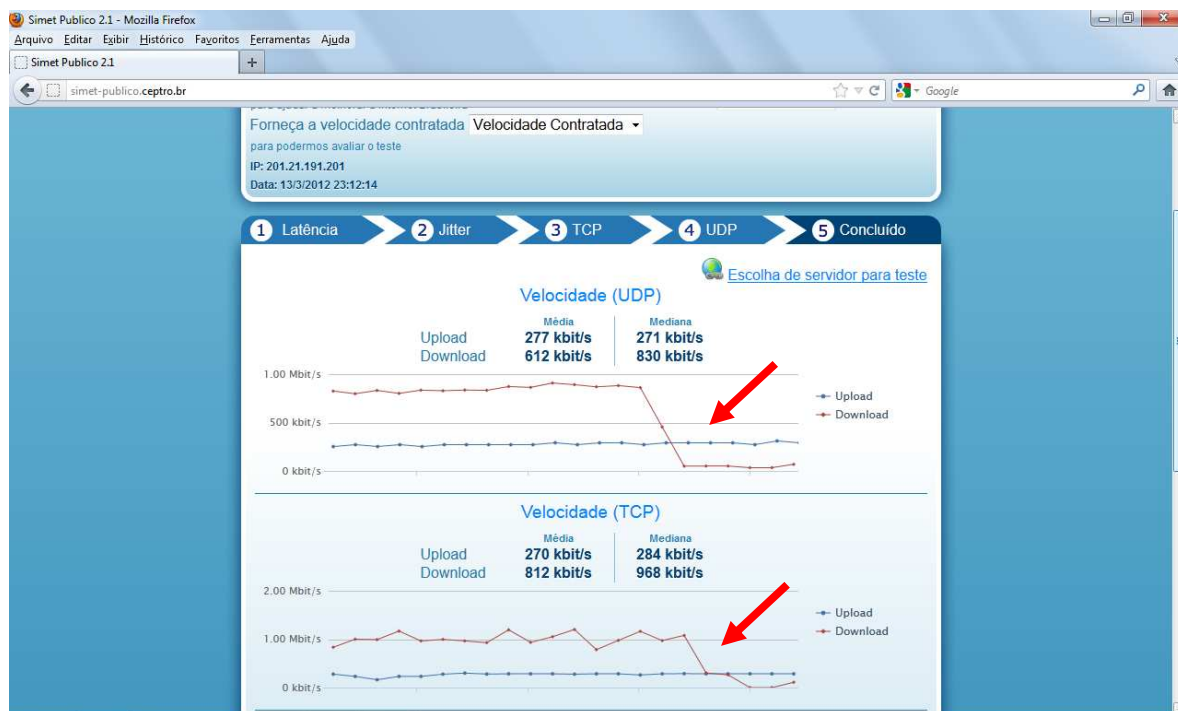 Simet Publico 2.1 - Mozilla Firefox
Arquivo Editar Exibir Histórico Favoritos Ferramentas Ajuda
Simet Publico 2.1 +
simet-publico.ceptro.br Google
Forneça a velocidade contratada Velocidade Contratada
para podermos avaliar o teste
IP: 201.21.191.201
Data: 13/3/2012 23:12:14
1 Latência 2 Jitter 3 TCP 4 UDP 5 Concluído
Escolha de servidor para teste
Velocidade (UDP)
Média Mediana
Upload 277 kbit/s 271 kbit/s
Download 612 kbit/s 830 kbit/s
1.00 Mbit/s
Upload
Download
500 kbit/s
0 kbit/s
Velocidade (TCP)
Média Mediana
Upload 270 kbit/s 284 kbit/s
Download 812 kbit/s 968 kbit/s
2.00 Mbit/s
Upload
Download
1.00 Mbit/s
0 kbit/s